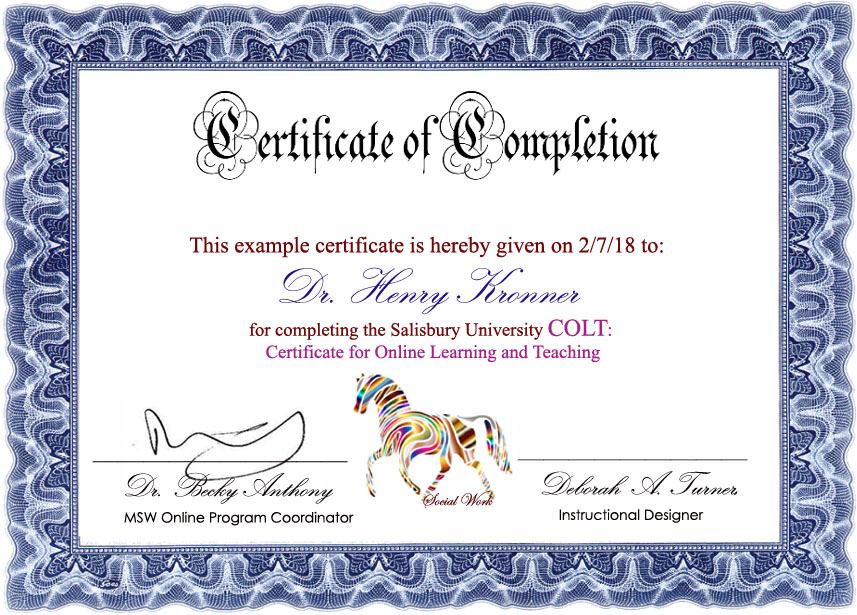 Certificate of Completion
This example certificate is hereby given on 2/7/18 to:
Dr. Henry Kronner
for completing the Salisbury University COLT:
Certificate for Online Learning and Teaching
Social Work
Dr. Becky Anthony
Deborah A. Turner,
MSW Online Program Coordinator
Instructional Designer